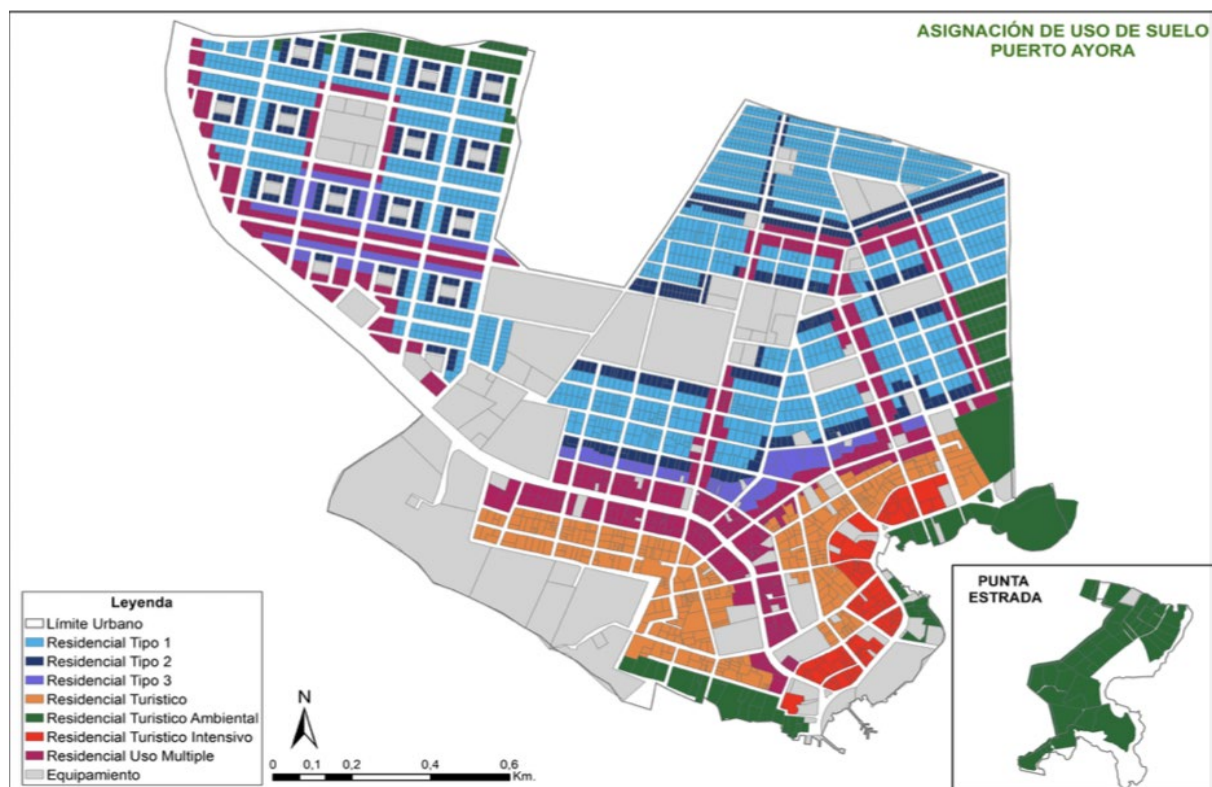 ASIGNACIÓN DE USO DE SUELO
PUERTO AYORA
Leyenda
Límite Urbano
Residencial Tipo 1
Residencial Tipo 2
Residencial Tipo 3
Residencial Turistico
Residencial Turistico Ambiental
Residencial Turistico Intensivo
Residencial Uso Multiple
Equipamiento
N
0 0,1 0,2 0,4 0,6
Km.
PUNTA
ESTRADA